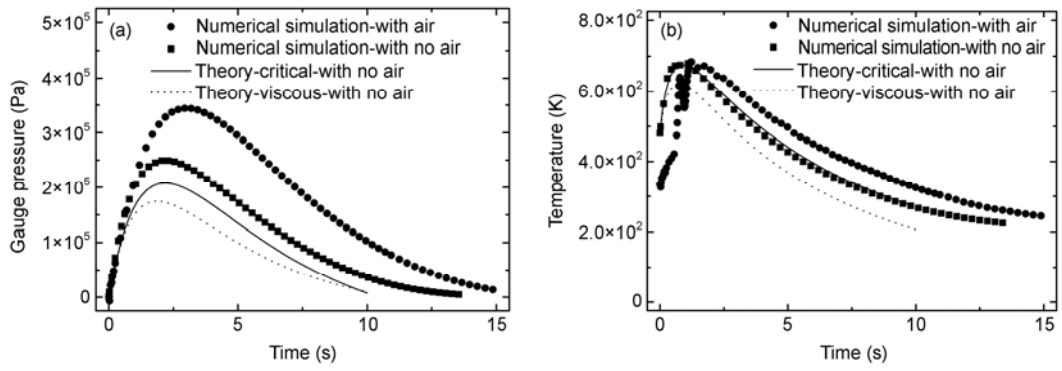 (a)
Numerical simulation-with air
Numerical simulation-with no air
Theory-critical-with no air
Theory-viscous-with no air
5×10⁵
4×10⁵
3×10⁵
2×10⁵
1×10⁵
0
Gauge pressure (Pa)
0 5 10 15
Time (s)
(b)
Numerical simulation-with air
Numerical simulation-with no air
Theory-critical-with no air
Theory-viscous-with no air
8.0×10²
6.0×10²
4.0×10²
2.0×10²
0
Temperature (K)
0 5 10 15
Time (s)